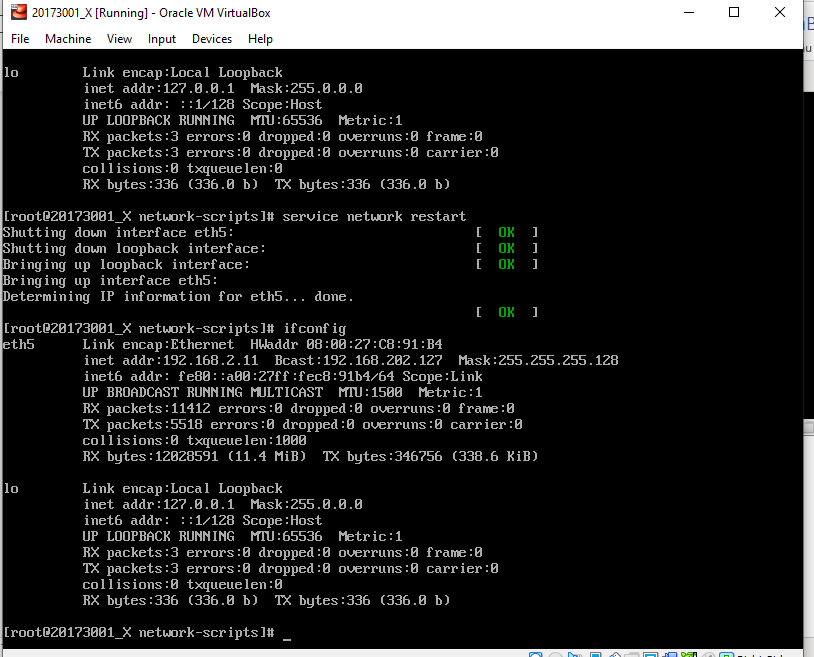 20173001_X [Running] - Oracle VM VirtualBox
File Machine View Input Devices Help
lo Link encap:Local Loopback
inet addr:127.0.0.1 Mask:255.0.0.0
inet6 addr: ::1/128 Scope:Host
UP LOOPBACK RUNNING MTU:65536 Metric:1
RX packets:3 errors:0 dropped:0 overruns:0 frame:0
TX packets:3 errors:0 dropped:0 overruns:0 carrier:0
collisions:0 txqueuelen:0
RX bytes:336 (336.0 b) TX bytes:336 (336.0 b)
[root@20173001_X network-scripts]# service network restart
Shutting down interface eth5: [ OK ]
Shutting down loopback interface: [ OK ]
Bringing up loopback interface: [ OK ]
Bringing up interface eth5:
Determining IP information for eth5... done.
[ OK ]
[root@20173001_X network-scripts]# ifconfig
eth5 Link encap:Ethernet HWaddr 08:00:27:C8:91:B4
inet addr:192.168.2.11 Bcast:192.168.202.127 Mask:255.255.255.128
inet6 addr: fe80::a00:27ff:fec8:91b4/64 Scope:Link
UP BROADCAST RUNNING MULTICAST MTU:1500 Metric:1
RX packets:11412 errors:0 dropped:0 overruns:0 frame:0
TX packets:5518 errors:0 dropped:0 overruns:0 carrier:0
collisions:0 txqueuelen:1000
RX bytes:12028591 (11.4 MiB) TX bytes:346756 (338.6 KiB)
lo Link encap:Local Loopback
inet addr:127.0.0.1 Mask:255.0.0.0
inet6 addr: ::1/128 Scope:Host
UP LOOPBACK RUNNING MTU:65536 Metric:1
RX packets:3 errors:0 dropped:0 overruns:0 frame:0
TX packets:3 errors:0 dropped:0 overruns:0 carrier:0
collisions:0 txqueuelen:0
RX bytes:336 (336.0 b) TX bytes:336 (336.0 b)
[root@20173001_X network-scripts]# _